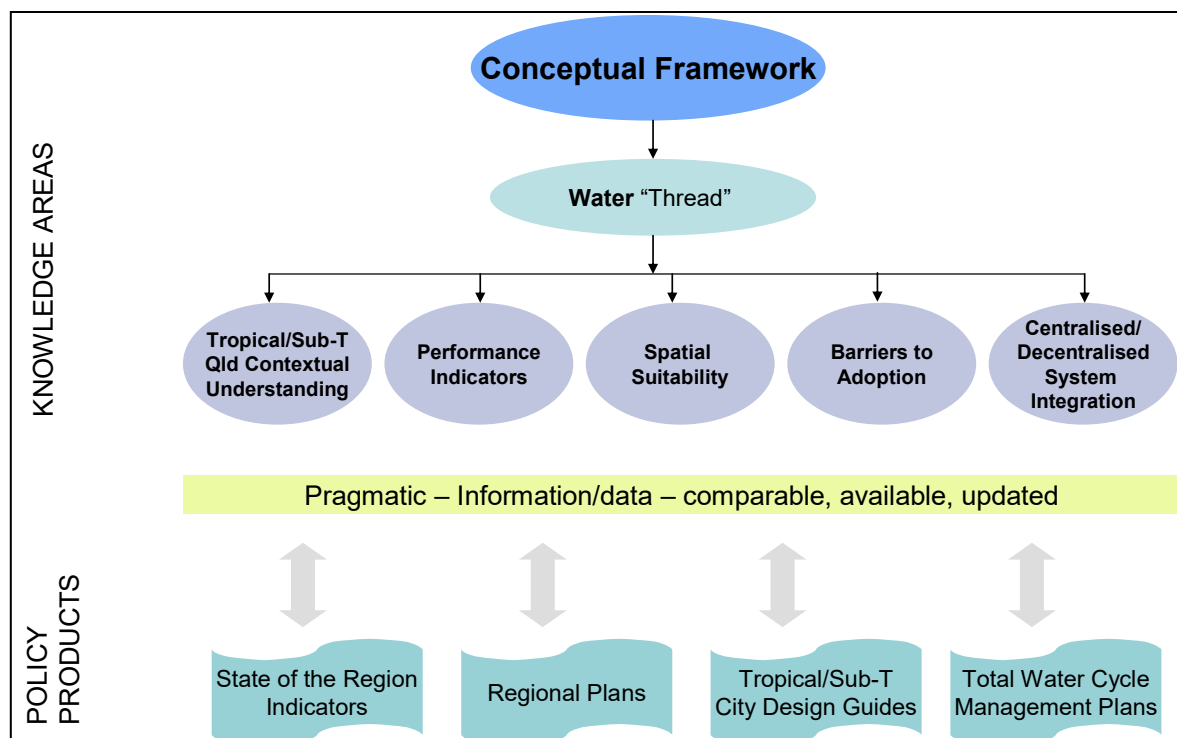 Conceptual Framework
KNOWLEDGE AREAS
Water “Thread”
Tropical/Sub-T
Qld Contextual
Understanding
Performance
Indicators
Spatial
Suitability
Barriers to
Adoption
Centralised/
Decentralised
System
Integration
Pragmatic – Information/data – comparable, available, updated
POLICY
PRODUCTS
State of the Region
Indicators
Regional Plans
Tropical/Sub-T
City Design Guides
Total Water Cycle
Management Plans